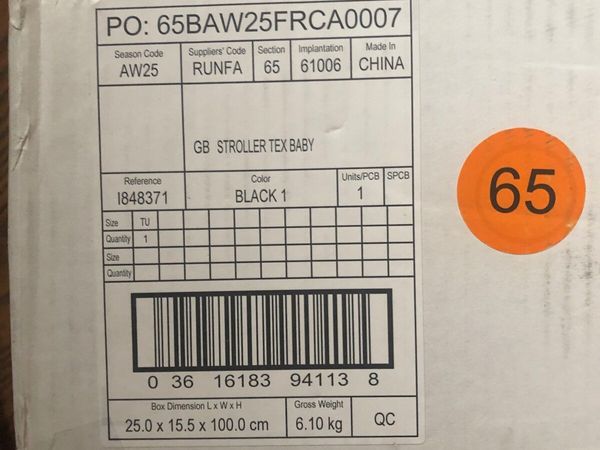 PO: 65BAW25FRCA0007
Season Code Suppliers' Code Section Implantation Made In
AW25 RUNFA 65 61006 CHINA
GB STROLLER TEX BABY
Reference Color Units/PCB SPCB
I848371 BLACK 1 1
Size TU
Quantity 1
Size
Quantity
65
0 36 16183 94113 8
Box Dimension L x W x H Gross Weight
25.0 x 15.5 x 100.0 cm 6.10 kg QC